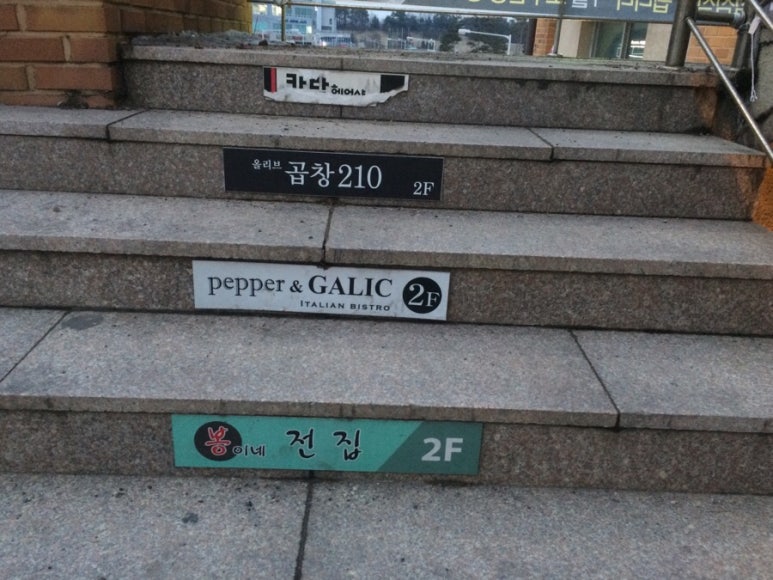 카단헤어샵
올리브 곱창210 2F
pepper & GALIC 2F
ITALIAN BISTRO
봉이네 전집 2F